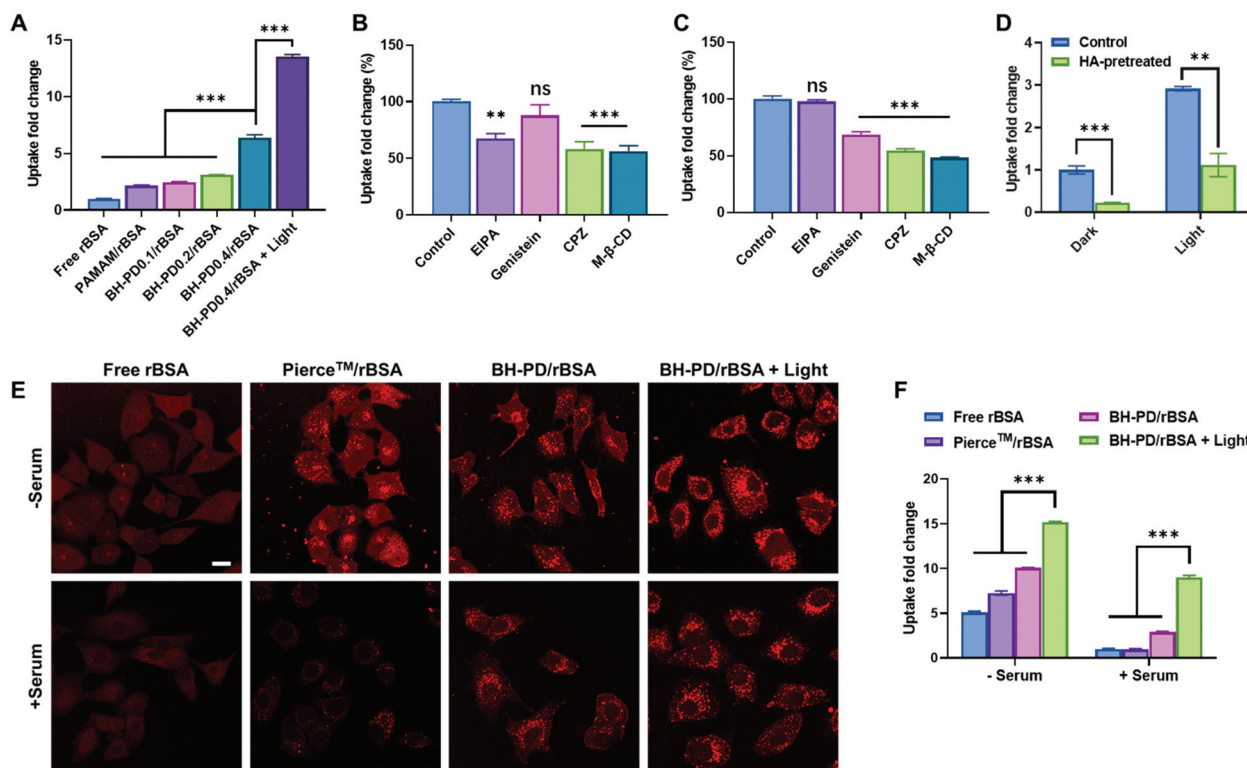 A
Uptake fold change
15
10
5
0
***
***
Free rBSA
PAMAM/rBSA
BH-PD0.1/rBSA
BH-PD0.2/rBSA
BH-PD0.4/rBSA
BH-PD0.4/rBSA + Light
B
Uptake fold change (%)
150
100
50
0
**
ns
***
Control
EIPA
Genistein
CPZ
M-β-CD
C
Uptake fold change (%)
150
100
50
0
ns
***
Control
EIPA
Genistein
CPZ
M-β-CD
D
Uptake fold change
4
3
2
1
0
Control
HA-pretreated
***
**
Dark
Light
E
Free rBSA
Pierce™/rBSA
BH-PD/rBSA
BH-PD/rBSA + Light
-Serum
+Serum
F
Free rBSA
BH-PD/rBSA
Pierce™/rBSA
BH-PD/rBSA + Light
Uptake fold change
20
15
10
5
0
***
***
- Serum
+ Serum